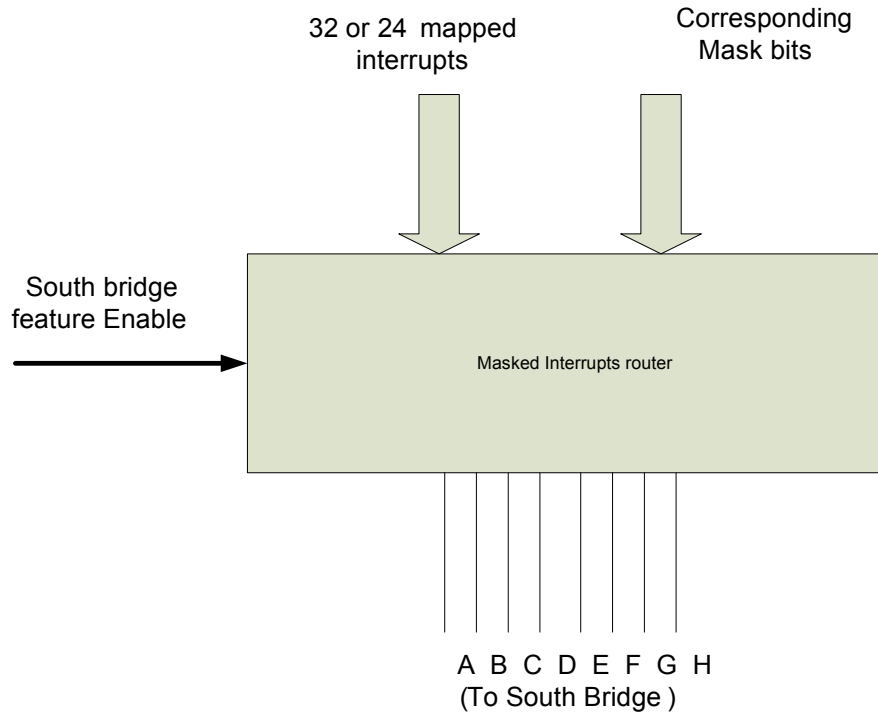 32 or 24 mapped
interrupts
Corresponding
Mask bits
South bridge
feature Enable
Masked Interrupts router
A B C D E F G H
(To South Bridge )